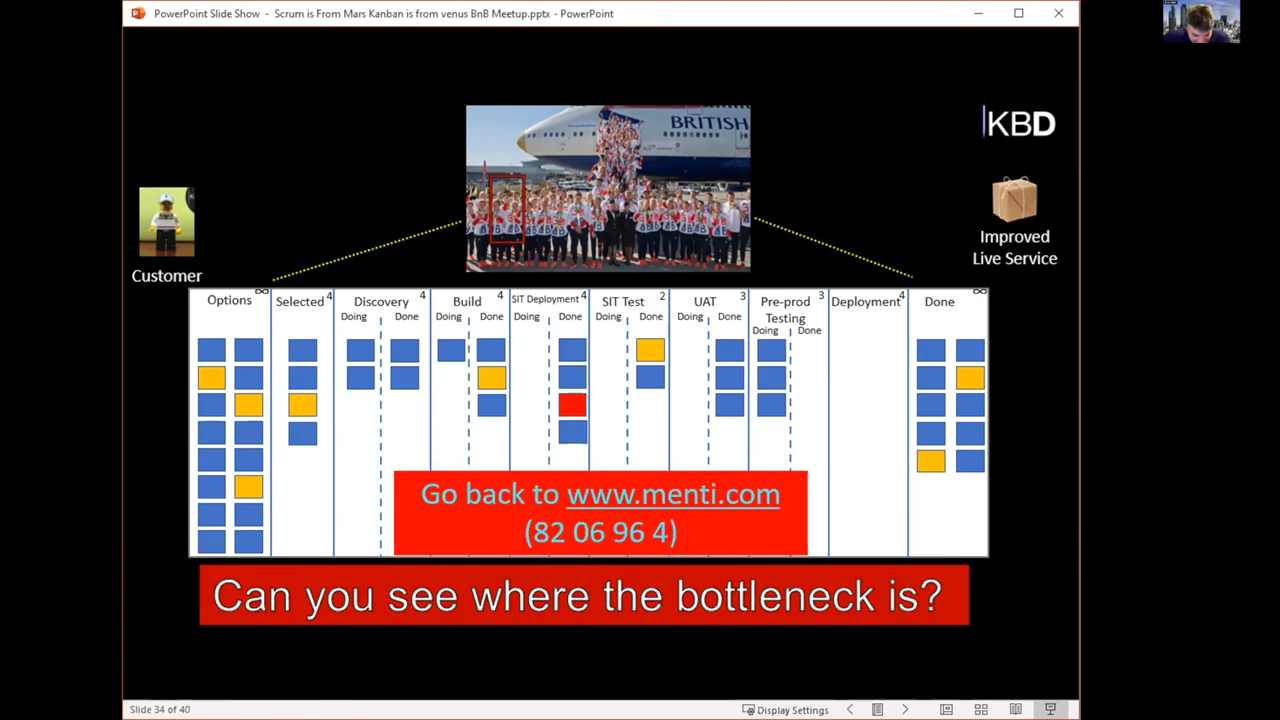 PowerPoint Slide Show - Scrum is From Mars Kanban is from venus BnB Meetup.pptx - PowerPoint
BRITISH
KBD
Customer
Improved
Live Service
Options ∞
Selected 4
Discovery 4
Doing Done
Build 4
Doing Done
SIT Deployment 4
Doing Done
SIT Test 2
Doing Done
UAT 3
Doing Done
Pre-prod 3
Testing
Doing Done
Deployment 4
Done ∞
Go back to www.menti.com
(82 06 96 4)
Can you see where the bottleneck is?
Slide 34 of 40
Display Settings